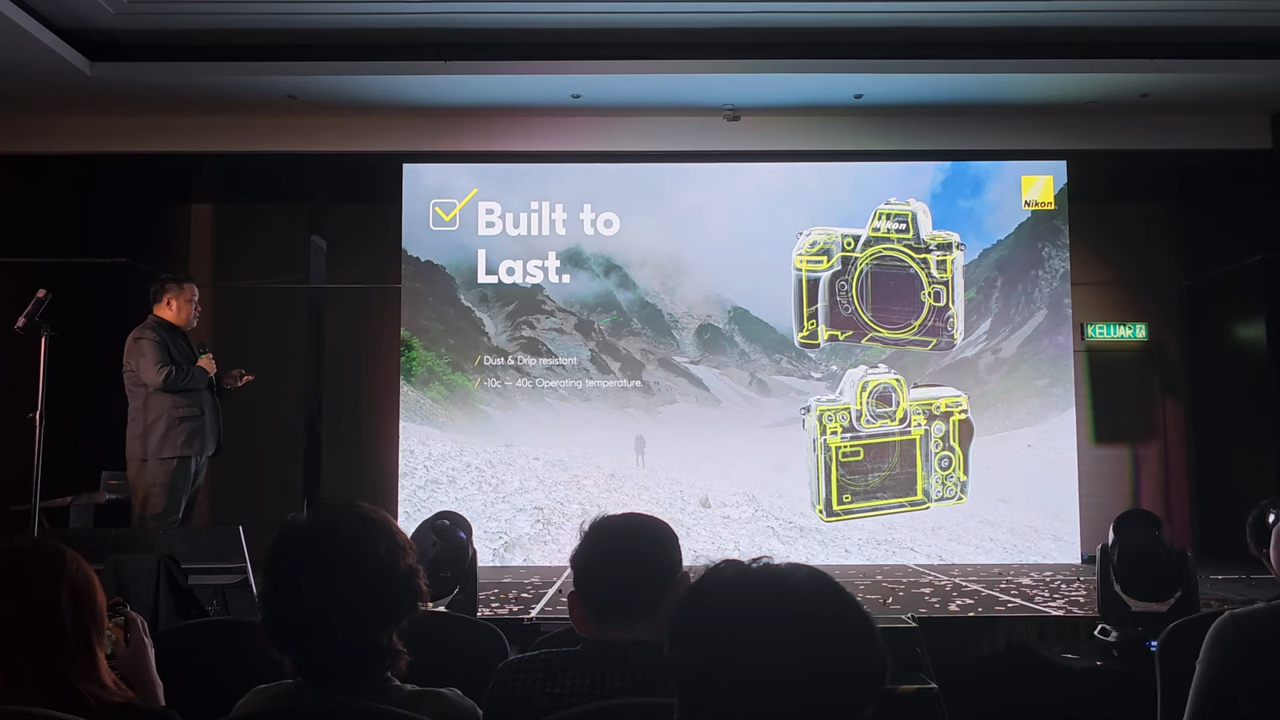 Built to
Last.
Nikon
Nikon
/ Dust & Drip resistant
/ -10c – 40c Operating temperature.
KELUAR